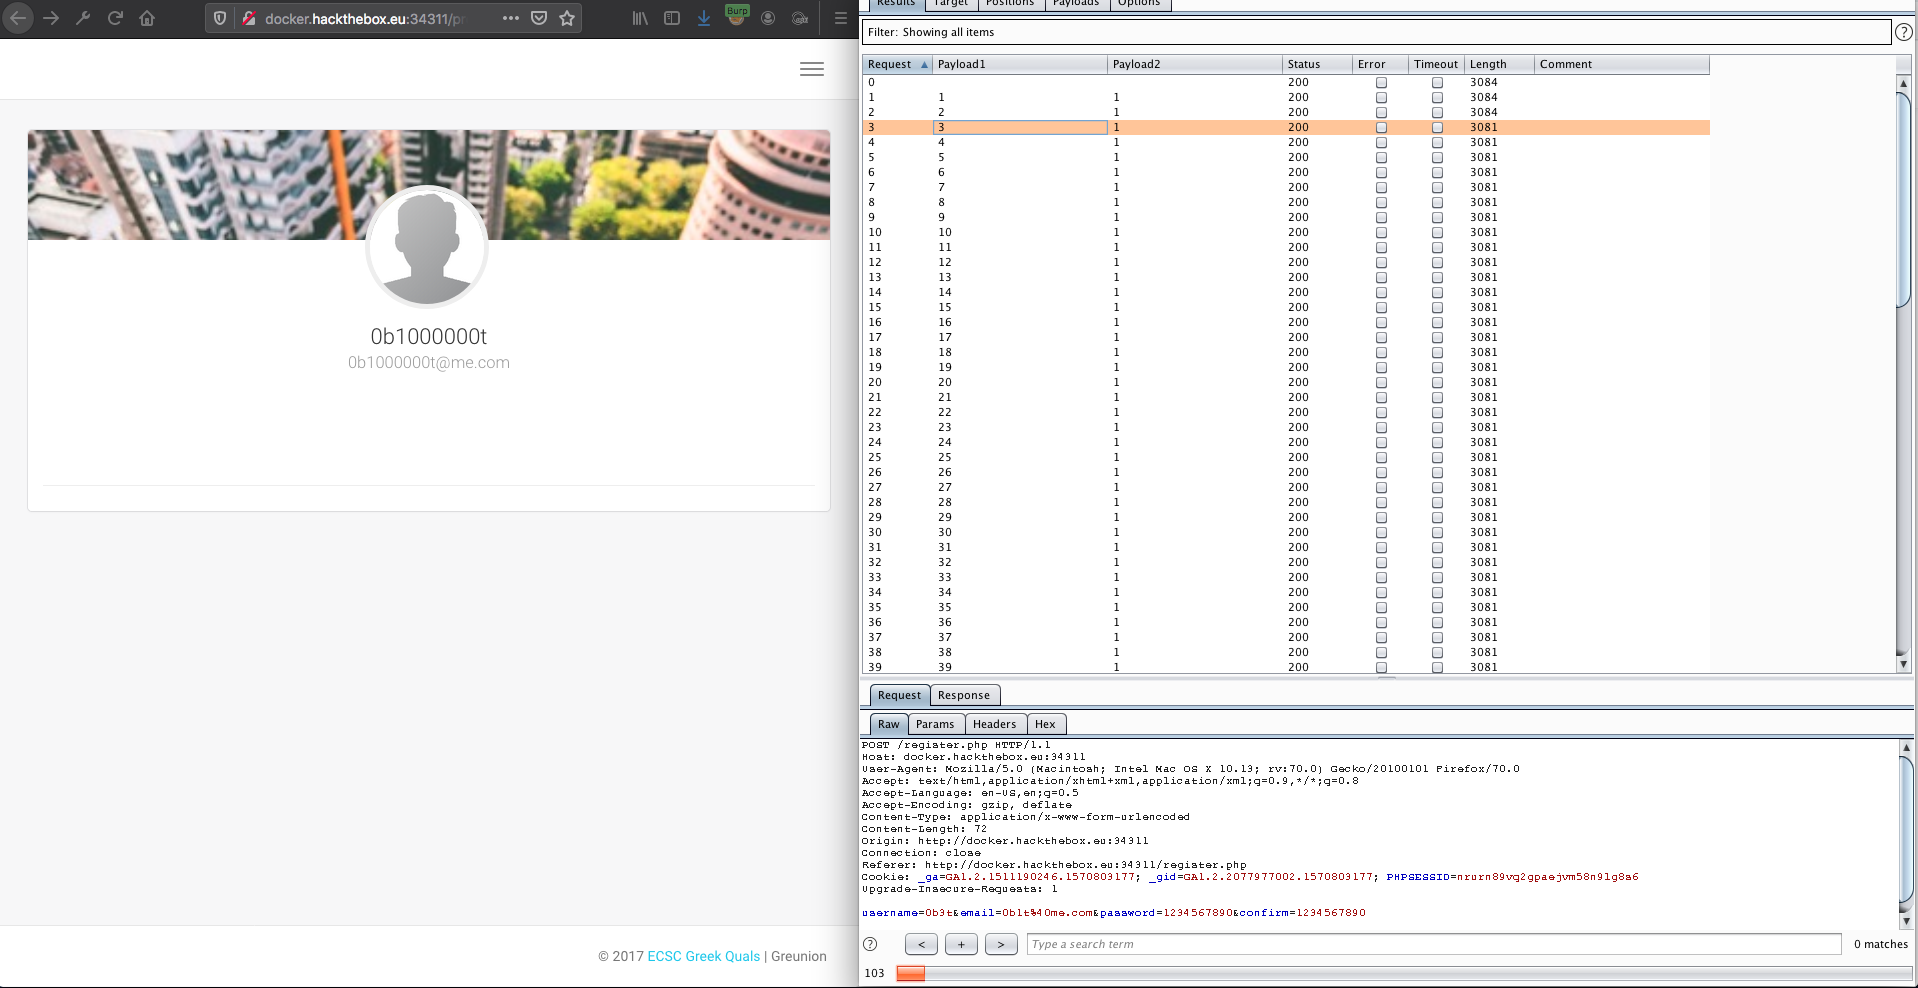 docker.hackthebox.eu:34311/pr
Burp
0b1000000t
0b1000000t@me.com
© 2017 ECSC Greek Quals | Greunion
Results Target Positions Payloads Options
Filter: Showing all items
?
Request Payload1 Payload2 Status Error Timeout Length Comment
0 200 3084
1 1 1 200 3084
2 2 1 200 3084
3 3 1 200 3081
4 4 1 200 3081
5 5 1 200 3081
6 6 1 200 3081
7 7 1 200 3081
8 8 1 200 3081
9 9 1 200 3081
10 10 1 200 3081
11 11 1 200 3081
12 12 1 200 3081
13 13 1 200 3081
14 14 1 200 3081
15 15 1 200 3081
16 16 1 200 3081
17 17 1 200 3081
18 18 1 200 3081
19 19 1 200 3081
20 20 1 200 3081
21 21 1 200 3081
22 22 1 200 3081
23 23 1 200 3081
24 24 1 200 3081
25 25 1 200 3081
26 26 1 200 3081
27 27 1 200 3081
28 28 1 200 3081
29 29 1 200 3081
30 30 1 200 3081
31 31 1 200 3081
32 32 1 200 3081
33 33 1 200 3081
34 34 1 200 3081
35 35 1 200 3081
36 36 1 200 3081
37 37 1 200 3081
38 38 1 200 3081
39 39 1 200 3081
Request Response
Raw Params Headers Hex
POST /register.php HTTP/1.1
Host: docker.hackthebox.eu:34311
User-Agent: Mozilla/5.0 (Macintosh; Intel Mac OS X 10.13; rv:70.0) Gecko/20100101 Firefox/70.0
Accept: text/html,application/xhtml+xml,application/xml;q=0.9,*/*;q=0.8
Accept-Language: en-US,en;q=0.5
Accept-Encoding: gzip, deflate
Content-Type: application/x-www-form-urlencoded
Content-Length: 72
Origin: http://docker.hackthebox.eu:34311
Connection: close
Referer: http://docker.hackthebox.eu:34311/register.php
Cookie: _ga=GA1.2.1511190246.1570803177; _gid=GA1.2.2077977002.1570803177; PHPSESSID=nrurn89vq2gpaejvm58n9lg8a6
Upgrade-Insecure-Requests: 1
username=0b3t&email=0b1t%40me.com&password=1234567890&confirm=1234567890
? < + > Type a search term 0 matches
103